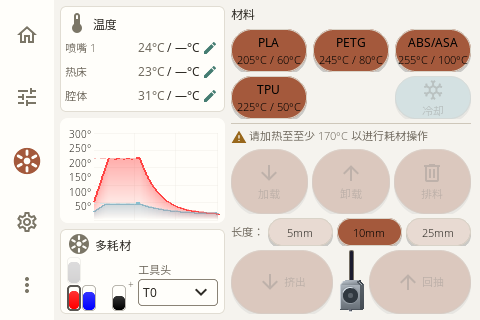 温度
喷嘴 1 24°C / —°C
热床 23°C / —°C
腔体 31°C / —°C
300°
250°
200°
150°
100°
50°
多耗材
+
工具头
T0
材料
PLA
205°C / 60°C
PETG
245°C / 80°C
ABS/ASA
255°C / 100°C
TPU
225°C / 50°C
冷却
请加热至至少 170°C 以进行耗材操作
加载
卸载
排料
长度：
5mm
10mm
25mm
挤出
回抽